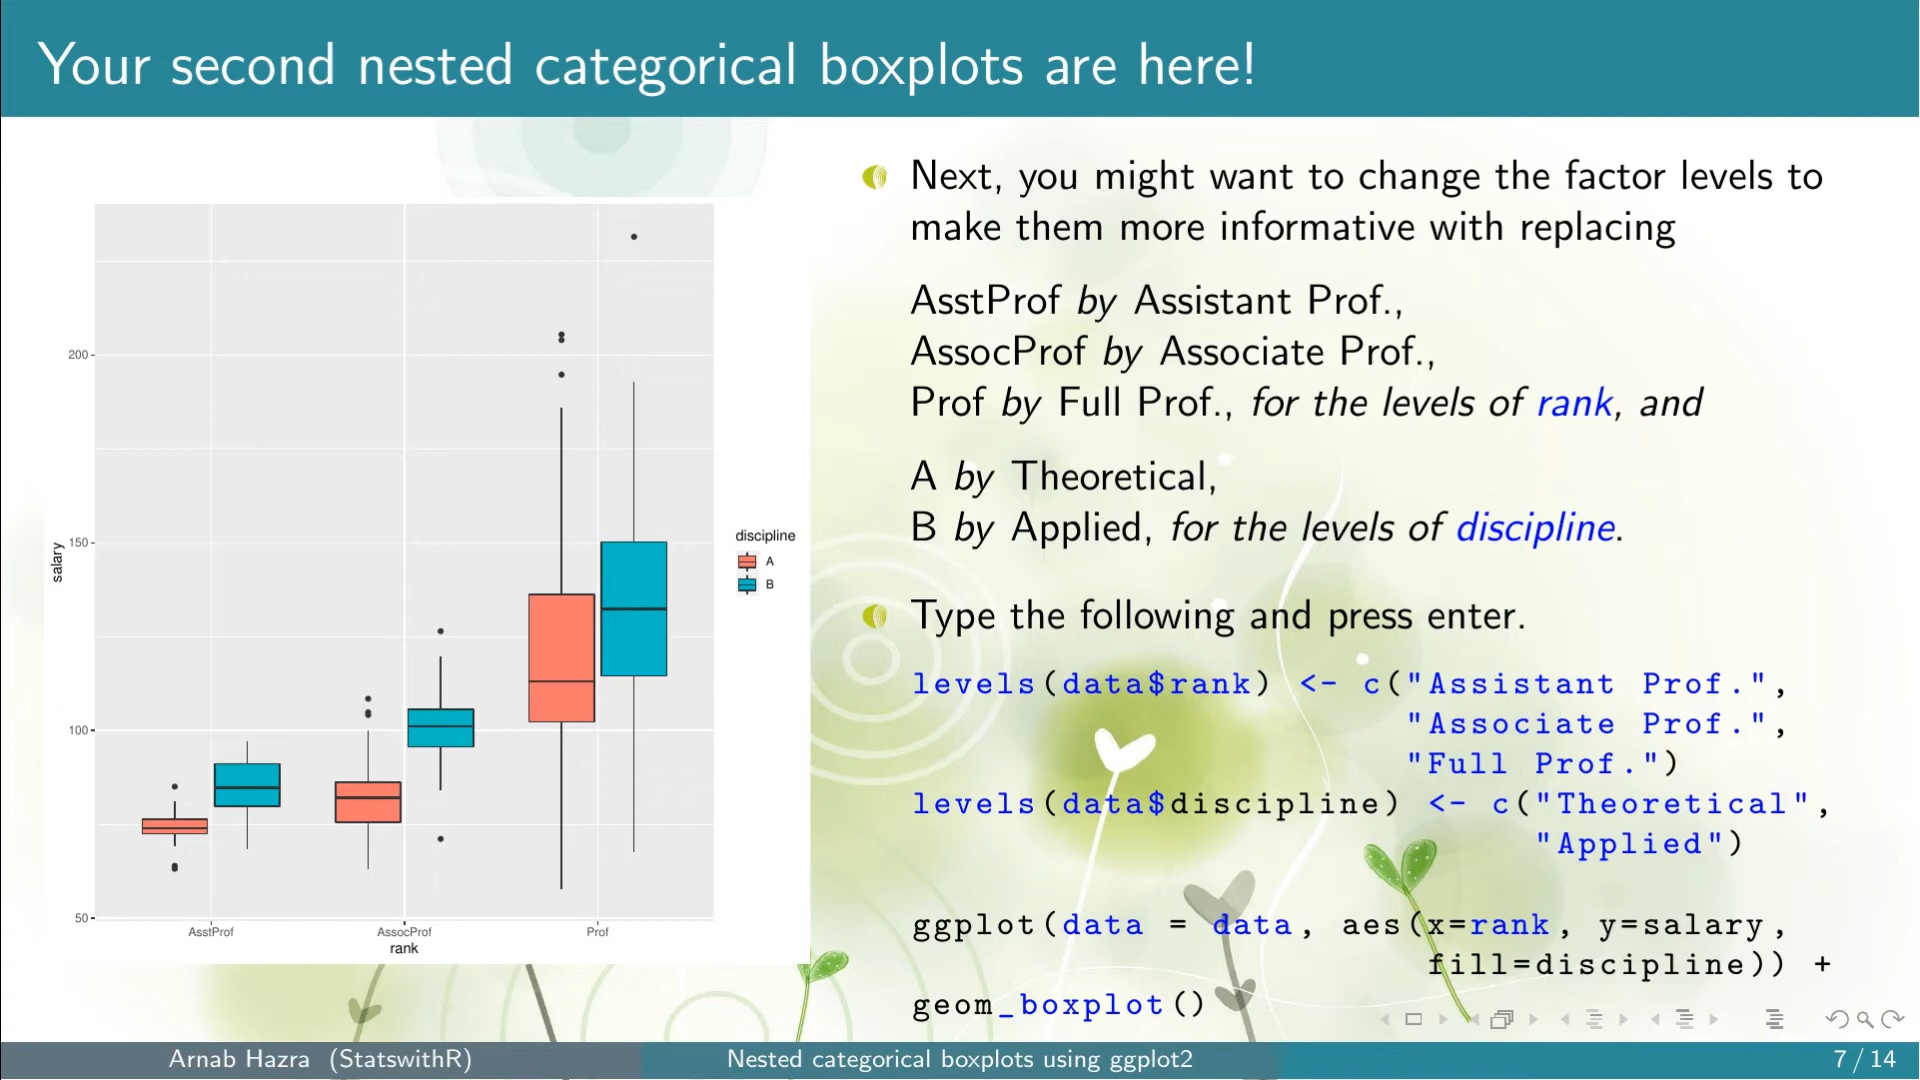 Your second nested categorical boxplots are here!
200
150
100
50
salary
AsstProf
AssocProf
Prof
rank
discipline
A
B
Next, you might want to change the factor levels to
make them more informative with replacing
AsstProf by Assistant Prof.,
AssocProf by Associate Prof.,
Prof by Full Prof., for the levels of rank, and
A by Theoretical,
B by Applied, for the levels of discipline.
Type the following and press enter.
levels(data$rank) <- c("Assistant Prof.",
"Associate Prof.",
"Full Prof.")
levels(data$discipline) <- c("Theoretical",
"Applied")
ggplot(data = data, aes(x=rank, y=salary,
fill=discipline)) +
geom_boxplot()
Arnab Hazra (StatswithR)
Nested categorical boxplots using ggplot2
7 / 14